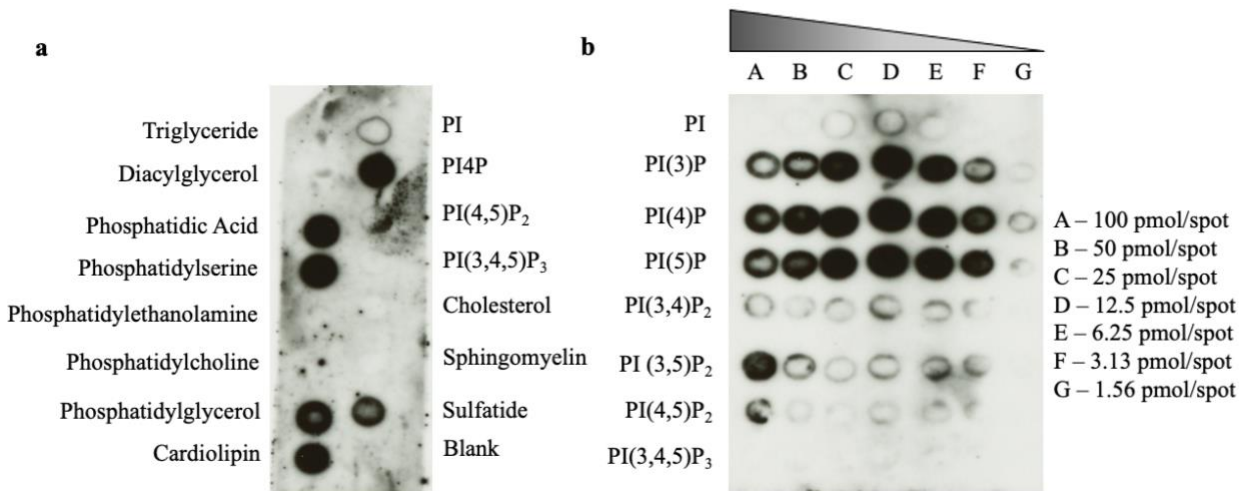 a
Triglyceride
Diacylglycerol
Phosphatidic Acid
Phosphatidylserine
Phosphatidylethanolamine
Phosphatidylcholine
Phosphatidylglycerol
Cardiolipin
PI
PI4P
PI(4,5)P₂
PI(3,4,5)P₃
Cholesterol
Sphingomyelin
Sulfatide
Blank
b
A B C D E F G
PI
PI(3)P
PI(4)P
PI(5)P
PI(3,4)P₂
PI (3,5)P₂
PI(4,5)P₂
PI(3,4,5)P₃
A – 100 pmol/spot
B – 50 pmol/spot
C – 25 pmol/spot
D – 12.5 pmol/spot
E – 6.25 pmol/spot
F – 3.13 pmol/spot
G – 1.56 pmol/spot